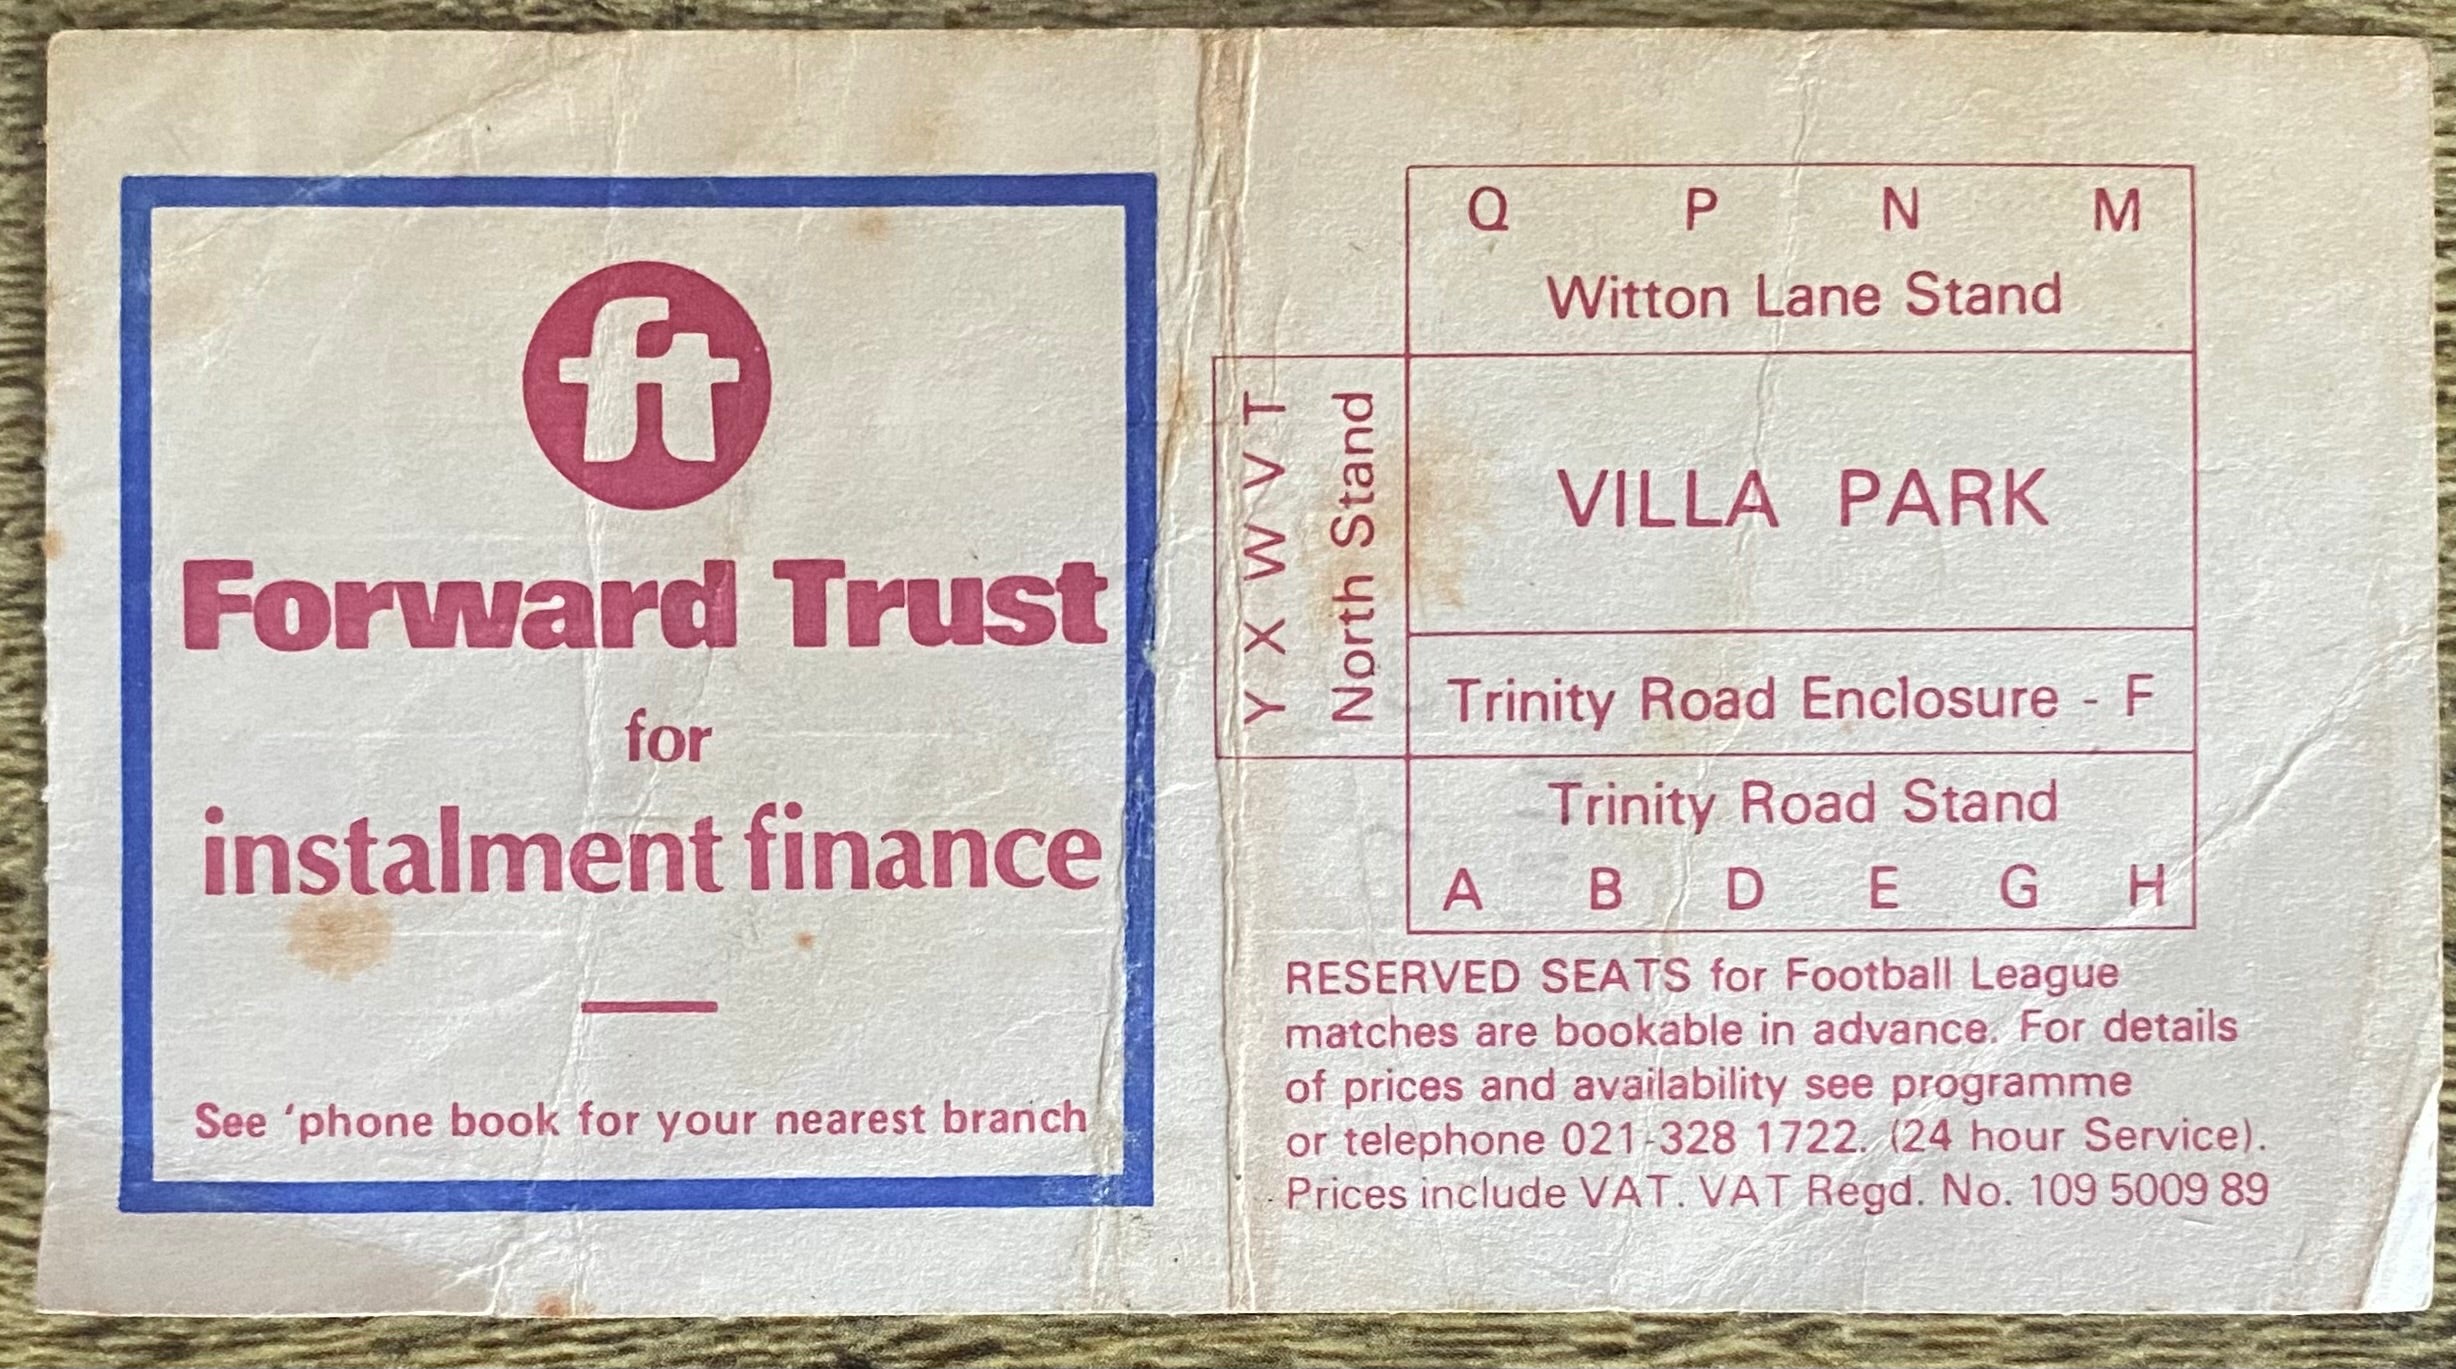 ft
Forward Trust
for
instalment finance
See 'phone book for your nearest branch
Q P N M
Witton Lane Stand
Y X W V T
North Stand
VILLA PARK
Trinity Road Enclosure - F
Trinity Road Stand
A B D E G H
RESERVED SEATS for Football League
matches are bookable in advance. For details
of prices and availability see programme
or telephone 021-328 1722. (24 hour Service).
Prices include VAT. VAT Regd. No. 109 5009 89